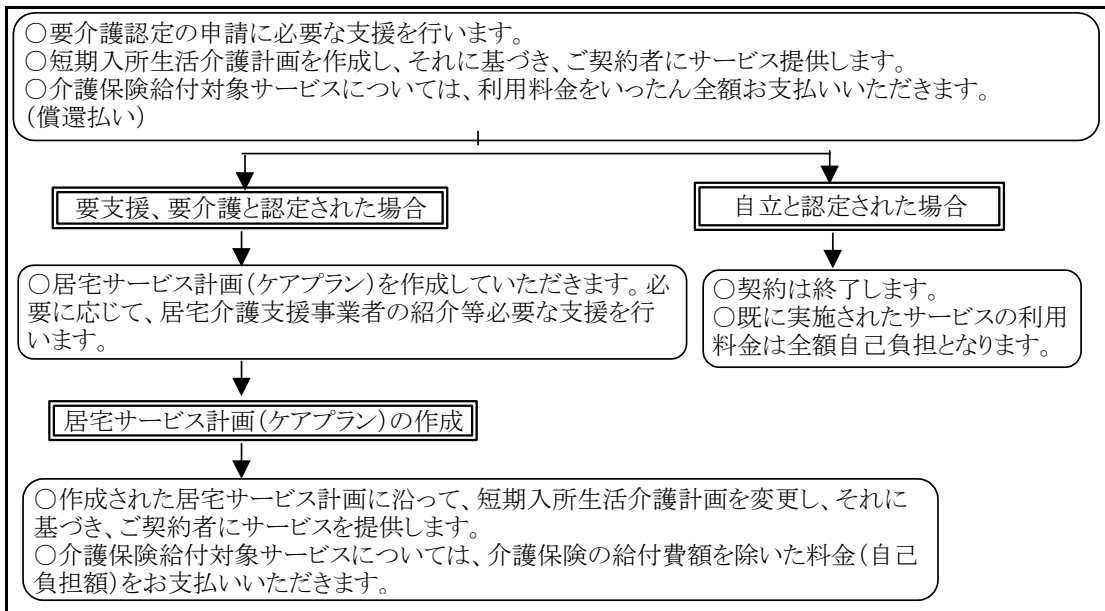 ○要介護認定の申請に必要な支援を行います。
○短期入所生活介護計画を作成し、それに基づき、ご契約者にサービス提供します。
○介護保険給付対象サービスについては、利用料金をいったん全額お支払いいただきます。
(償還払い)
要支援、要介護と認定された場合
自立と認定された場合
○居宅サービス計画(ケアプラン)を作成していただきます。必
要に応じて、居宅介護支援事業者の紹介等必要な支援を行
います。
○契約は終了します。
○既に実施されたサービスの利用
料金は全額自己負担となります。
居宅サービス計画(ケアプラン)の作成
○作成された居宅サービス計画に沿って、短期入所生活介護計画を変更し、それに
基づき、ご契約者にサービスを提供します。
○介護保険給付対象サービスについては、介護保険の給付費額を除いた料金(自己
負担額)をお支払いいただきます。